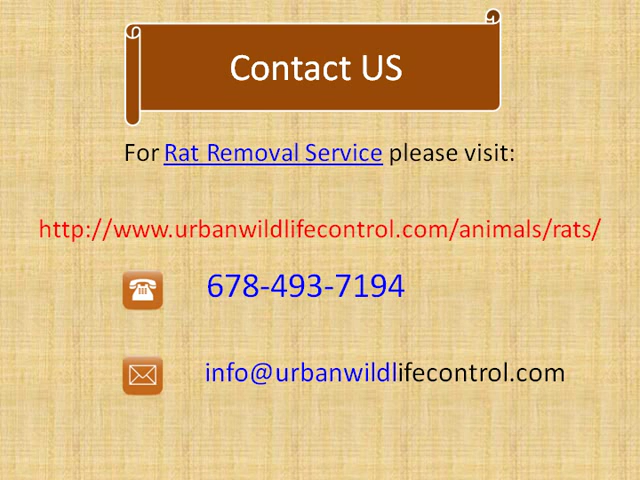 Contact US
For Rat Removal Service please visit:
http://www.urbanwildlifecontrol.com/animals/rats/
678-493-7194
info@urbanwildlifecontrol.com